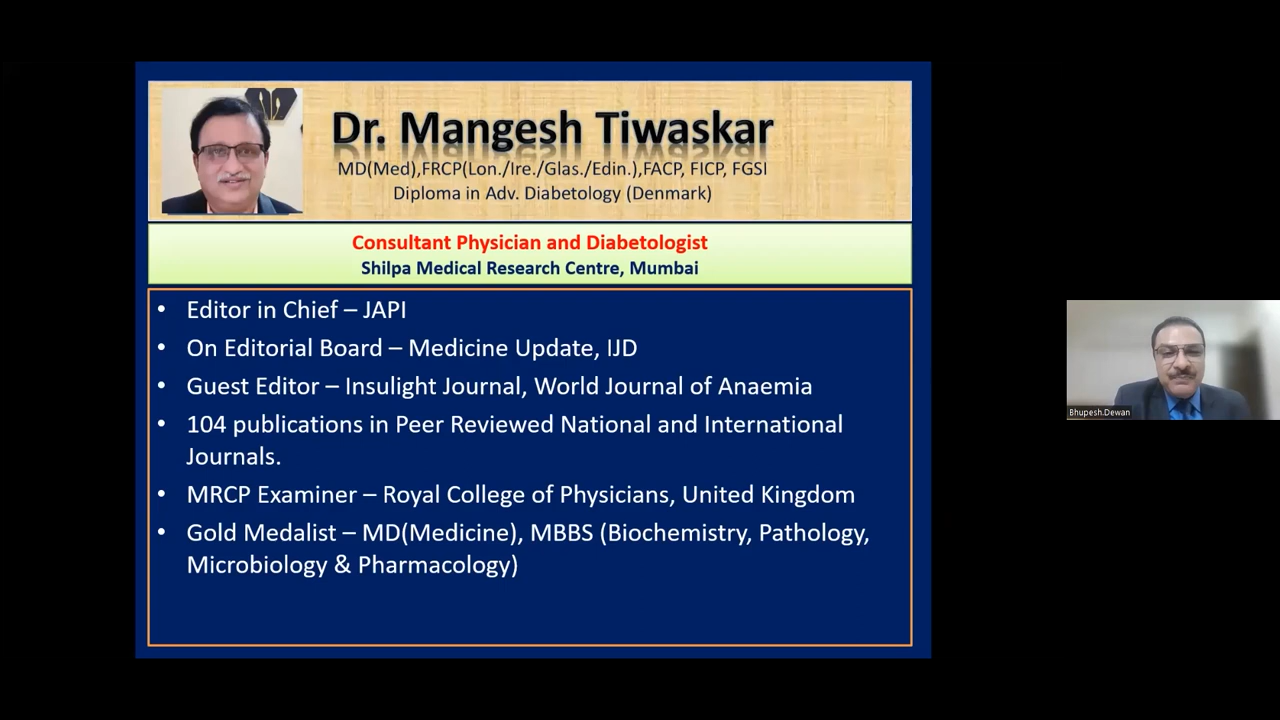 Dr. Mangesh Tiwaskar
MD(Med),FRCP(Lon./Ire./Glas./Edin.),FACP, FICP, FGSI
Diploma in Adv. Diabetology (Denmark)
Consultant Physician and Diabetologist
Shilpa Medical Research Centre, Mumbai
• Editor in Chief – JAPI
• On Editorial Board – Medicine Update, IJD
• Guest Editor – Insulight Journal, World Journal of Anaemia
• 104 publications in Peer Reviewed National and International
Journals.
• MRCP Examiner – Royal College of Physicians, United Kingdom
• Gold Medalist – MD(Medicine), MBBS (Biochemistry, Pathology,
Microbiology & Pharmacology)
Bhupesh.Dewan